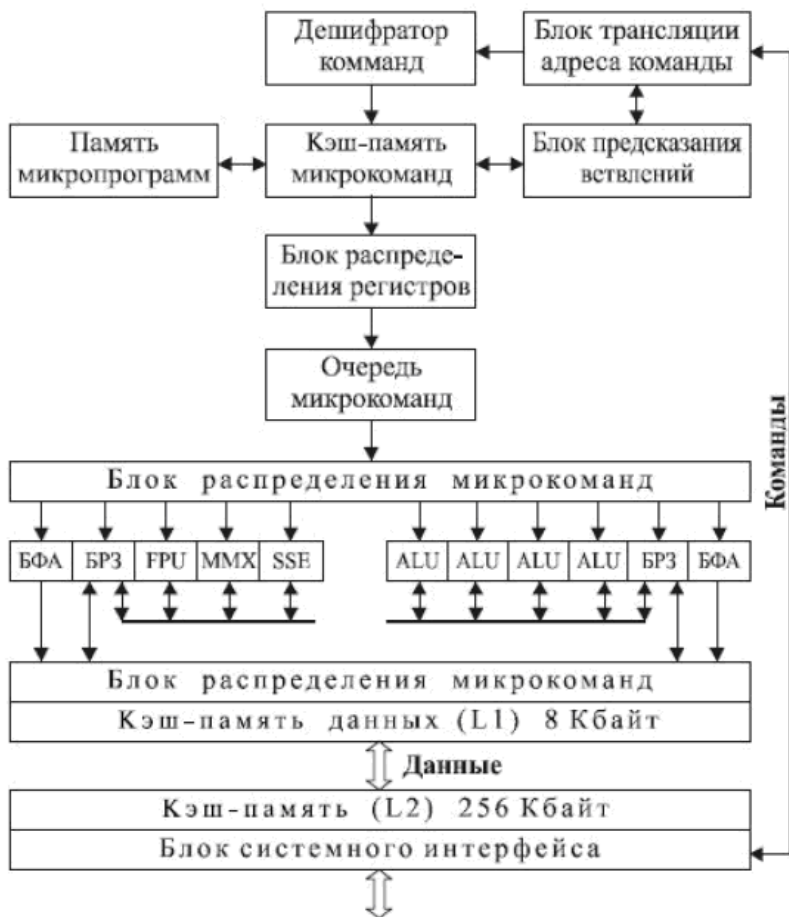 Дешифратор
комманд
Блок трансляции
адреса команды
Память
микропрограмм
Кэш-память
микрокоманд
Блок предсказания
вствлений
Блок распреде-
ления регистров
Очередь
микрокоманд
Команды
Блок распределения микрокоманд
БФА БРЗ FPU MMX SSE ALU ALU ALU ALU БРЗ БФА
Блок распределения микрокоманд
Кэш-память данных (L1) 8 Кбайт
Данные
Кэш-память (L2) 256 Кбайт
Блок системного интерфейса